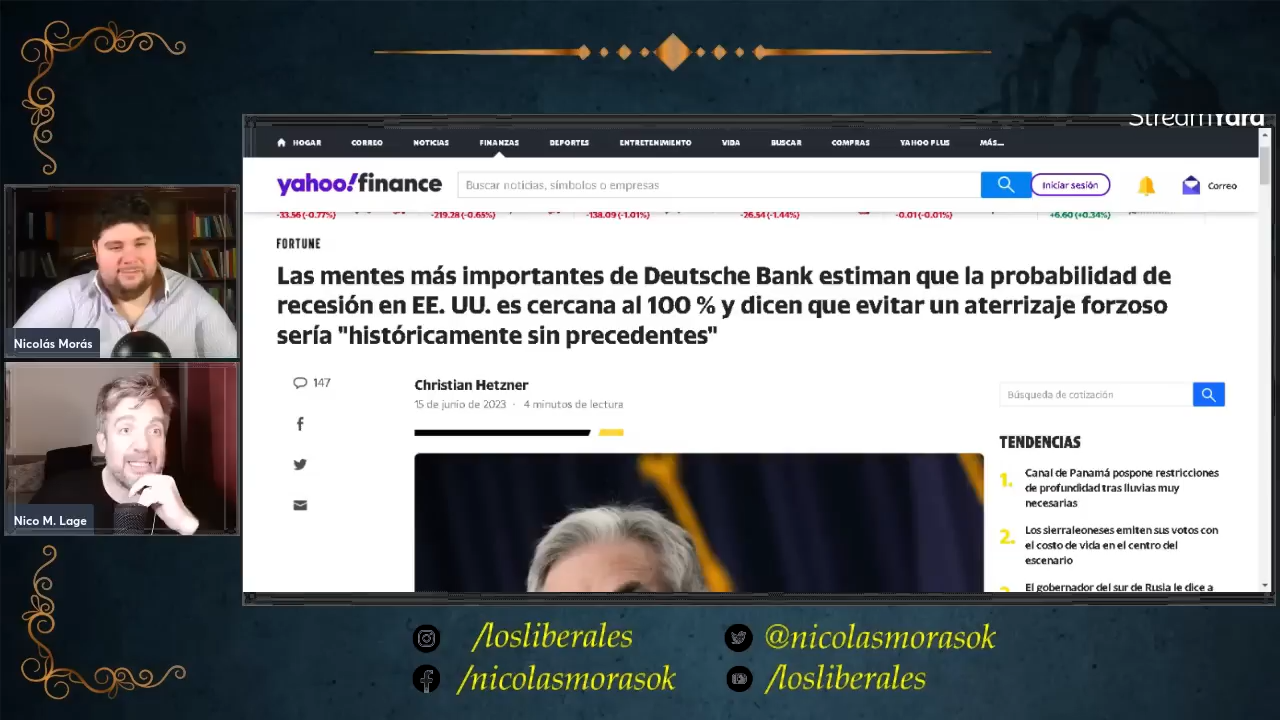 StreamYard
HOGAR CORREO NOTICIAS FINANZAS DEPORTES ENTRETENIMIENTO VIDA BUSCAR COMPRAS YAHOO PLUS MÁS...
yahoo!finance
Buscar noticias, símbolos o empresas
Iniciar sesión
Correo
-33.56 (-0.77%) -219.28 (-0.65%) -138.09 (-1.01%) -26.54 (-1.44%) -0.01 (-0.01%) +6.60 (+0.34%)
FORTUNE
Las mentes más importantes de Deutsche Bank estiman que la probabilidad de
recesión en EE. UU. es cercana al 100 % y dicen que evitar un aterrizaje forzoso
sería "históricamente sin precedentes"
147
Christian Hetzner
15 de junio de 2023 · 4 minutos de lectura
Búsqueda de cotización
TENDENCIAS
1. Canal de Panamá pospone restricciones
de profundidad tras lluvias muy
necesarias
2. Los sierraleoneses emiten sus votos con
el costo de vida en el centro del
escenario
El gobernador del sur de Rusia le dice a
Nicolás Morás
Nico M. Lage
/losliberales
@nicolasmorasok
/nicolasmorasok
/losliberales